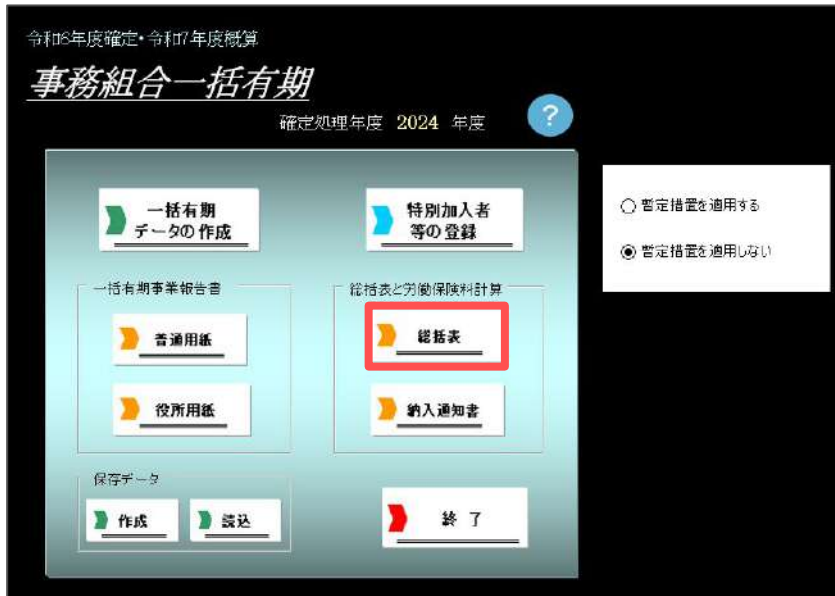 令和6年度確定・令和7年度概算
事務組合一括有期
確定処理年度 2024 年度
?
一括有期
データの作成
特別加入者
等の登録
暫定措置を適用する
暫定措置を適用しない
一括有期事業報告書
総括表と労働保険料計算
普通用紙
総括表
役所用紙
納入通知書
保存データ
作成
読込
終了